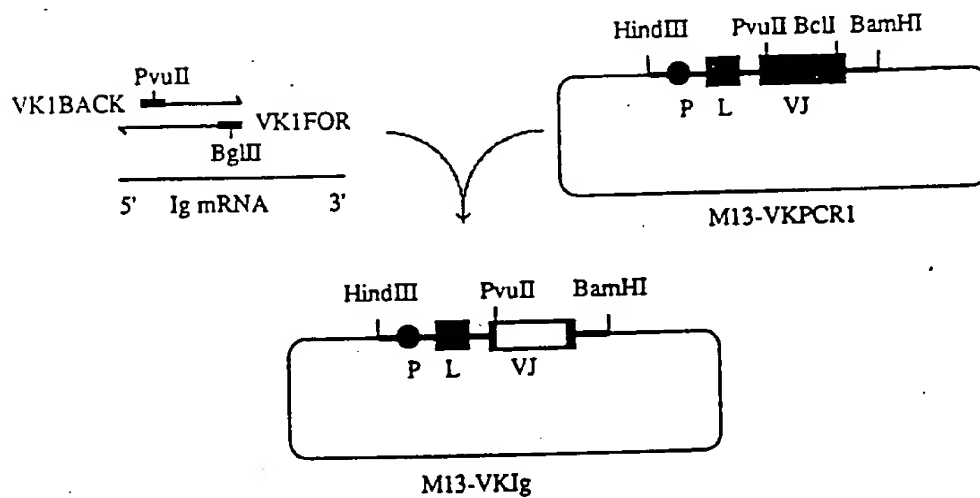 PvuII
VK1BACK
VK1FOR
BglII
5' Ig mRNA 3'
HindIII PvuII BclI BamHI
P L VJ
M13-VKPCR1
HindIII PvuII BamHI
P L VJ
M13-VKIg